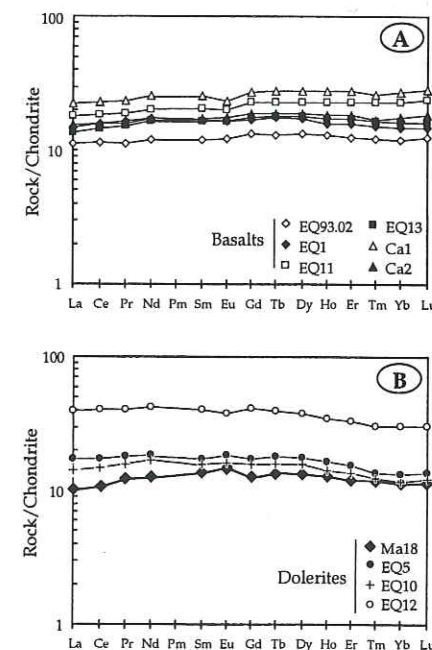 100
A
Rock/Chondrite
10
Basalts
EQ93.02
EQ13
EQ1
Ca1
EQ11
Ca2
1
La Ce Pr Nd Pm Sm Eu Gd Tb Dy Ho Er Tm Yb Lu
100
B
Rock/Chondrite
10
Dolerites
Ma18
EQ5
EQ10
EQ12
1
La Ce Pr Nd Pm Sm Eu Gd Tb Dy Ho Er Tm Yb Lu